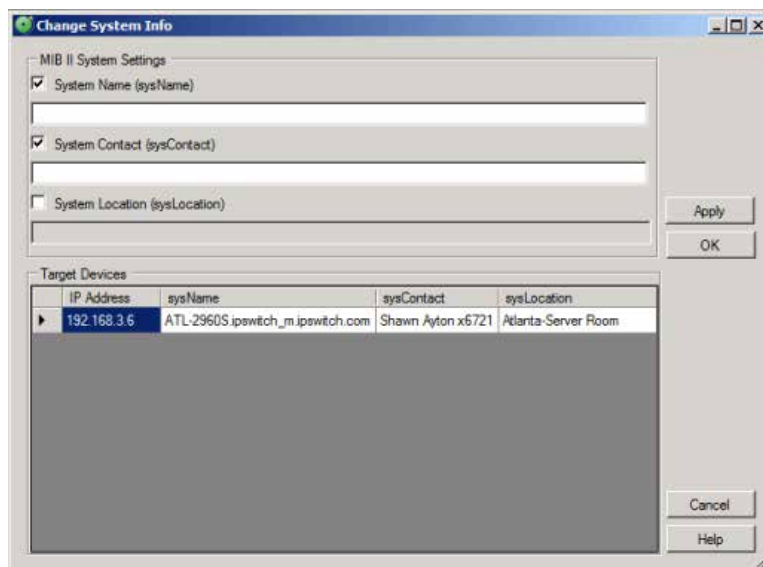 Change System Info
MIB II System Settings
System Name (sysName)
System Contact (sysContact)
System Location (sysLocation)
Apply
OK
Target Devices
IP Address sysName sysContact sysLocation
192.168.3.6 ATL-2960S.ipswitch_m.ipswitch.com Shawn Ayton x6721 Atlanta-Server Room
Cancel
Help